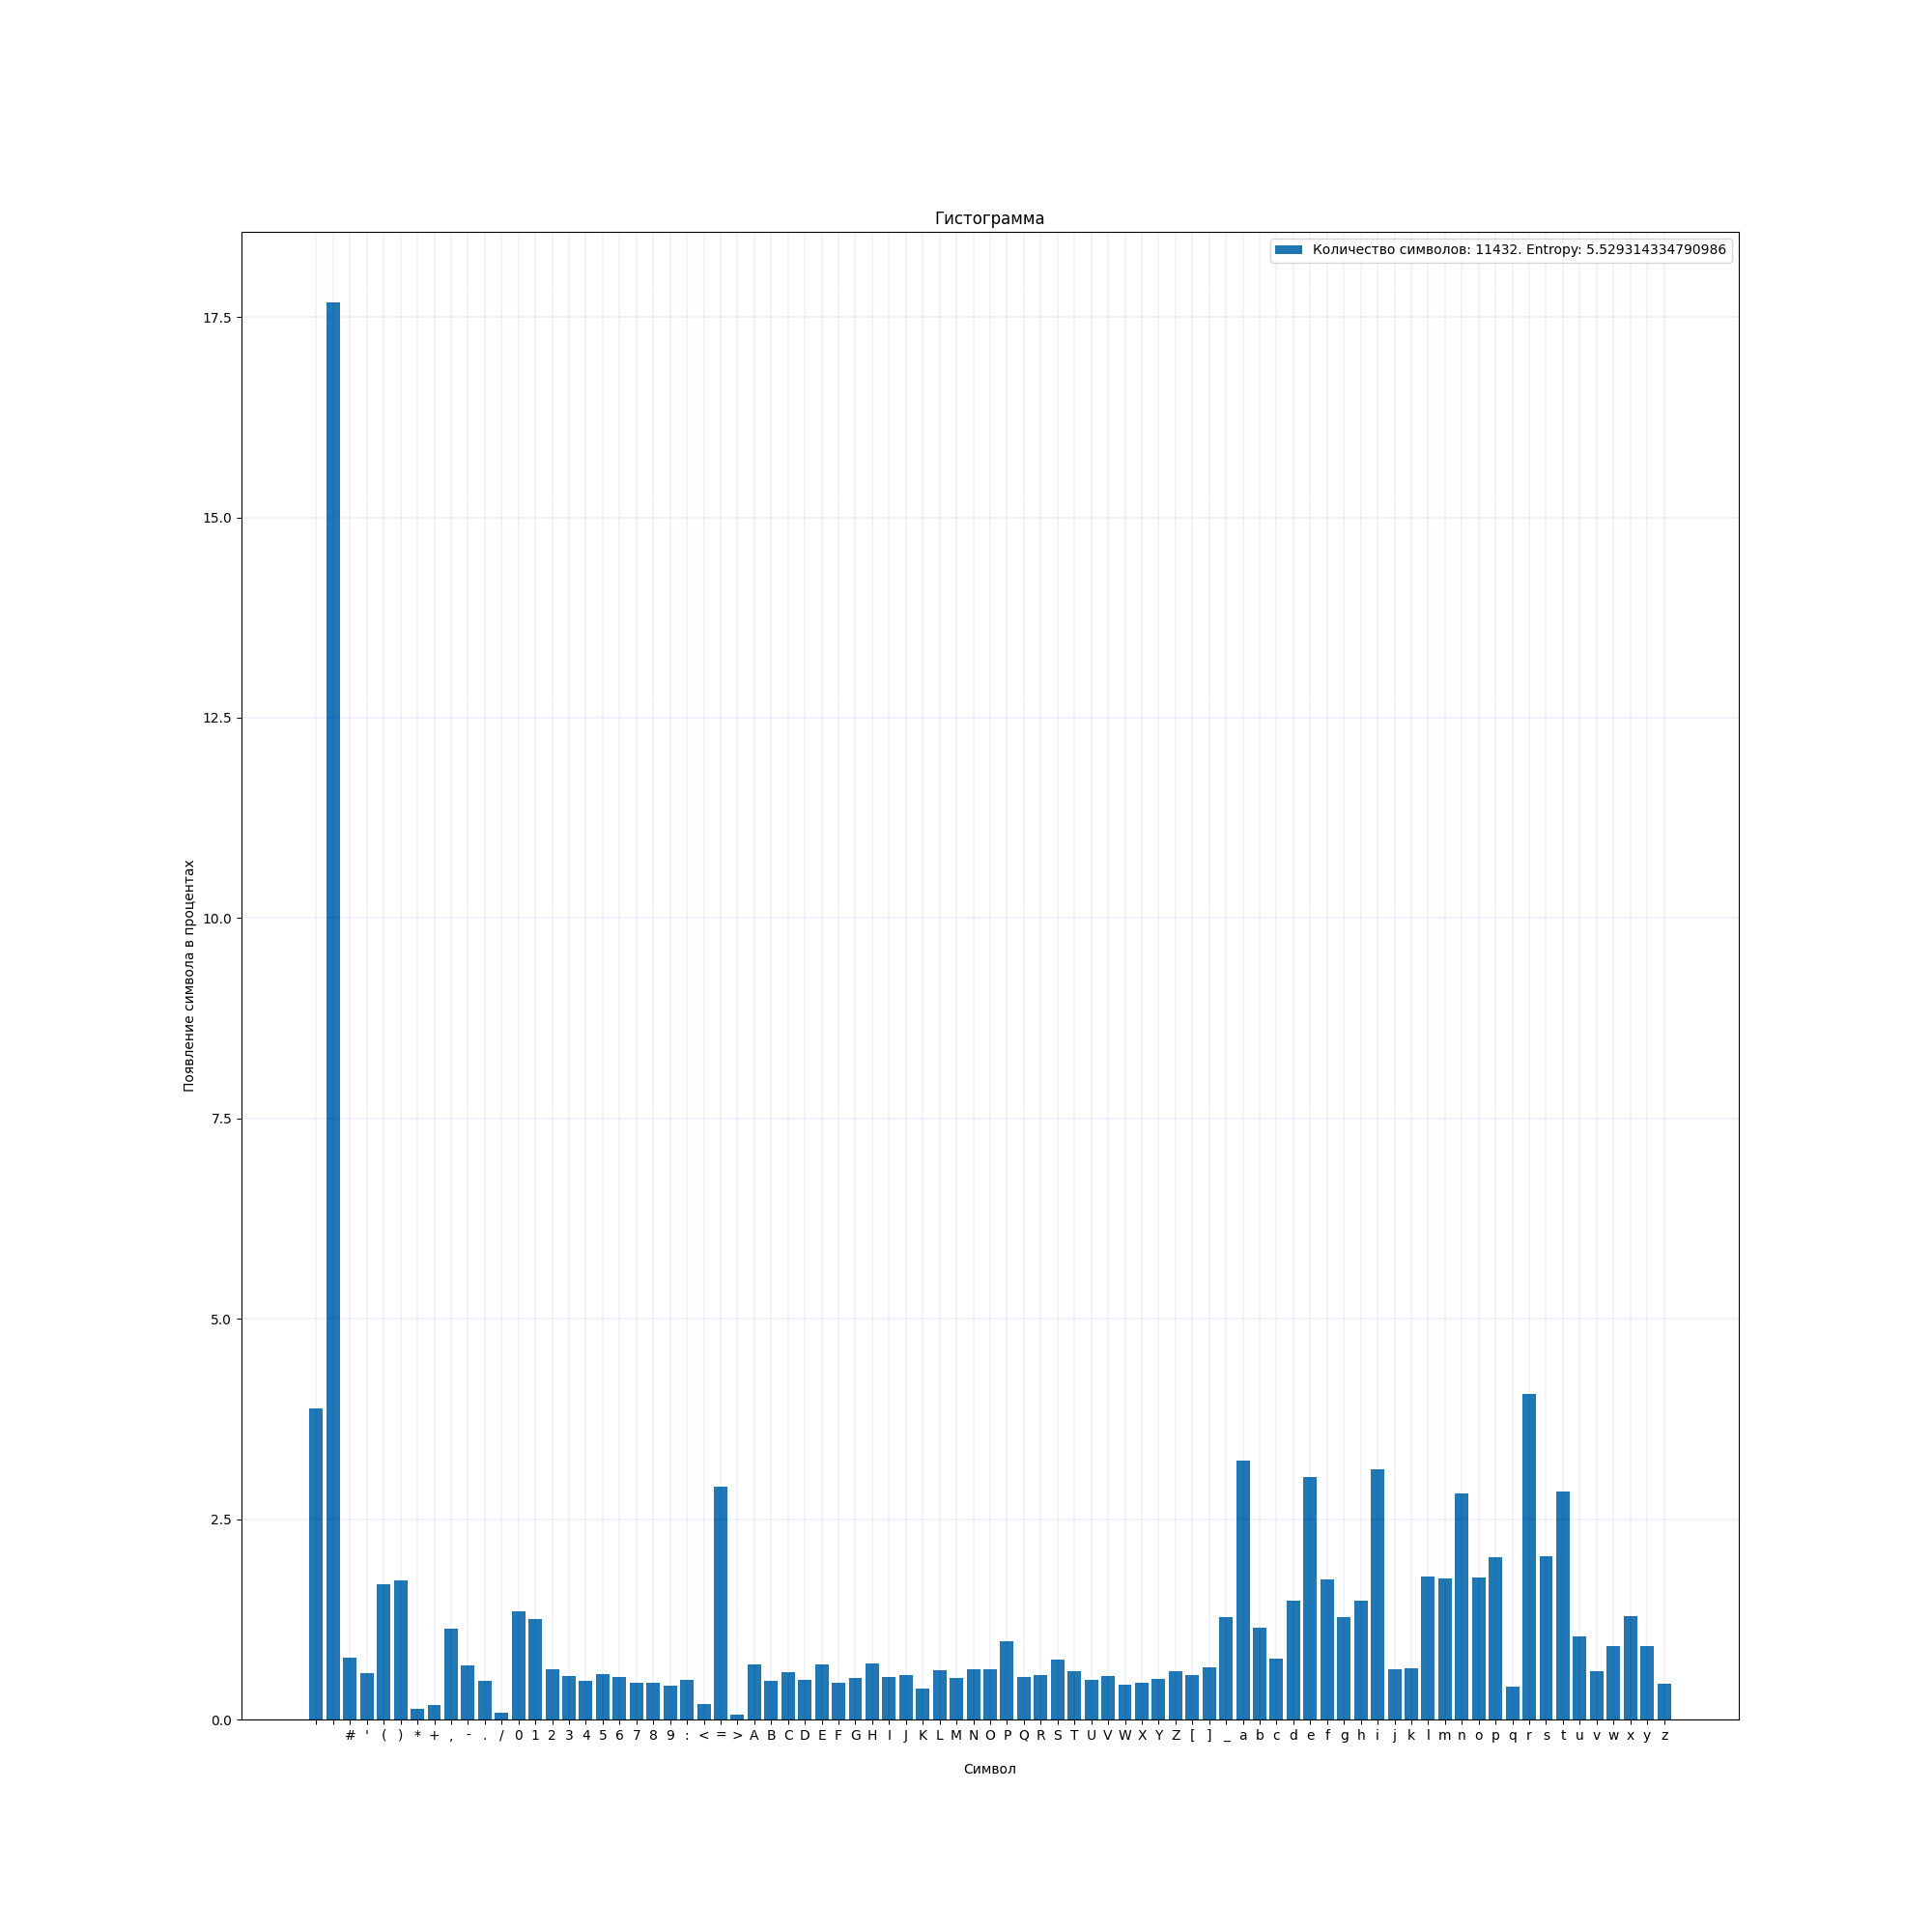 Гистограмма
Количество символов: 11432. Entropy: 5.529314334790986
17.5
15.0
12.5
10.0
7.5
5.0
2.5
0.0
Появление символа в процентах
# ' ( ) * + , - . / 0 1 2 3 4 5 6 7 8 9 : < = > A B C D E F G H I J K L M N O P Q R S T U V W X Y Z [ ] _ a b c d e f g h i j k l m n o p q r s t u v w x y z
Символ